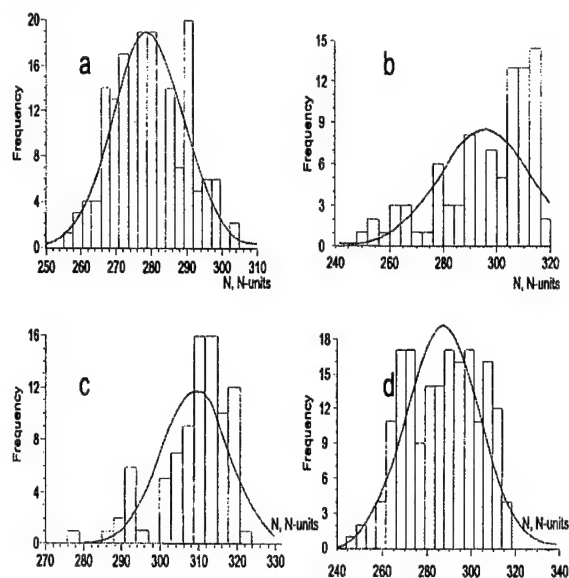 a
Frequency
20
16
12
8
4
0
250 260 270 280 290 300 310
N, N-units
b
Frequency
15
12
9
6
3
0
240 260 280 300 320
N, N-units
c
Frequency
16
12
8
4
0
270 280 290 300 310 320 330
N, N-units
d
Frequency
18
15
12
9
6
3
0
240 260 280 300 320 340
N, N-units